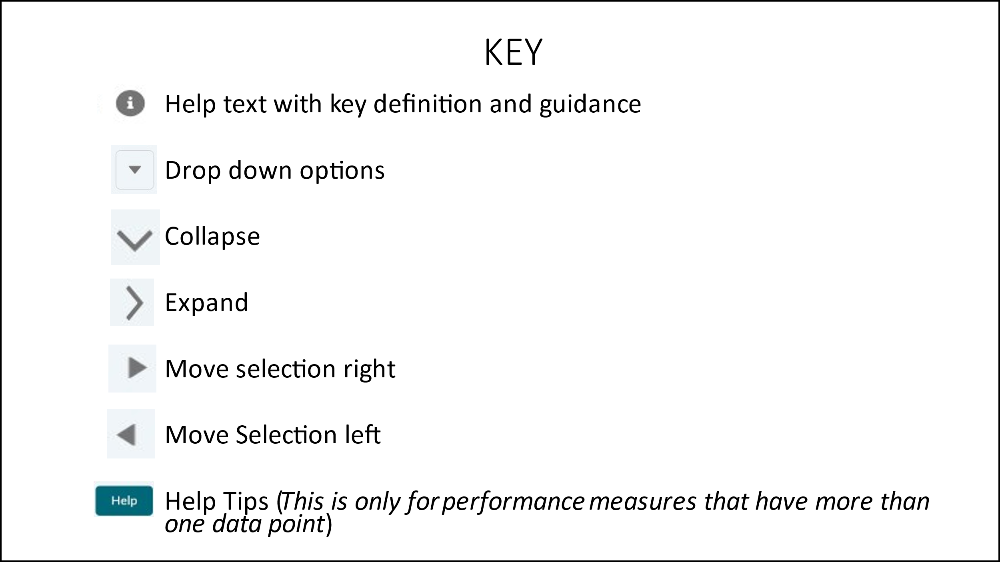 KEY
i Help text with key definition and guidance
Drop down options
Collapse
Expand
Move selection right
Move Selection left
Help Help Tips (This is only for performance measures that have more than
one data point)